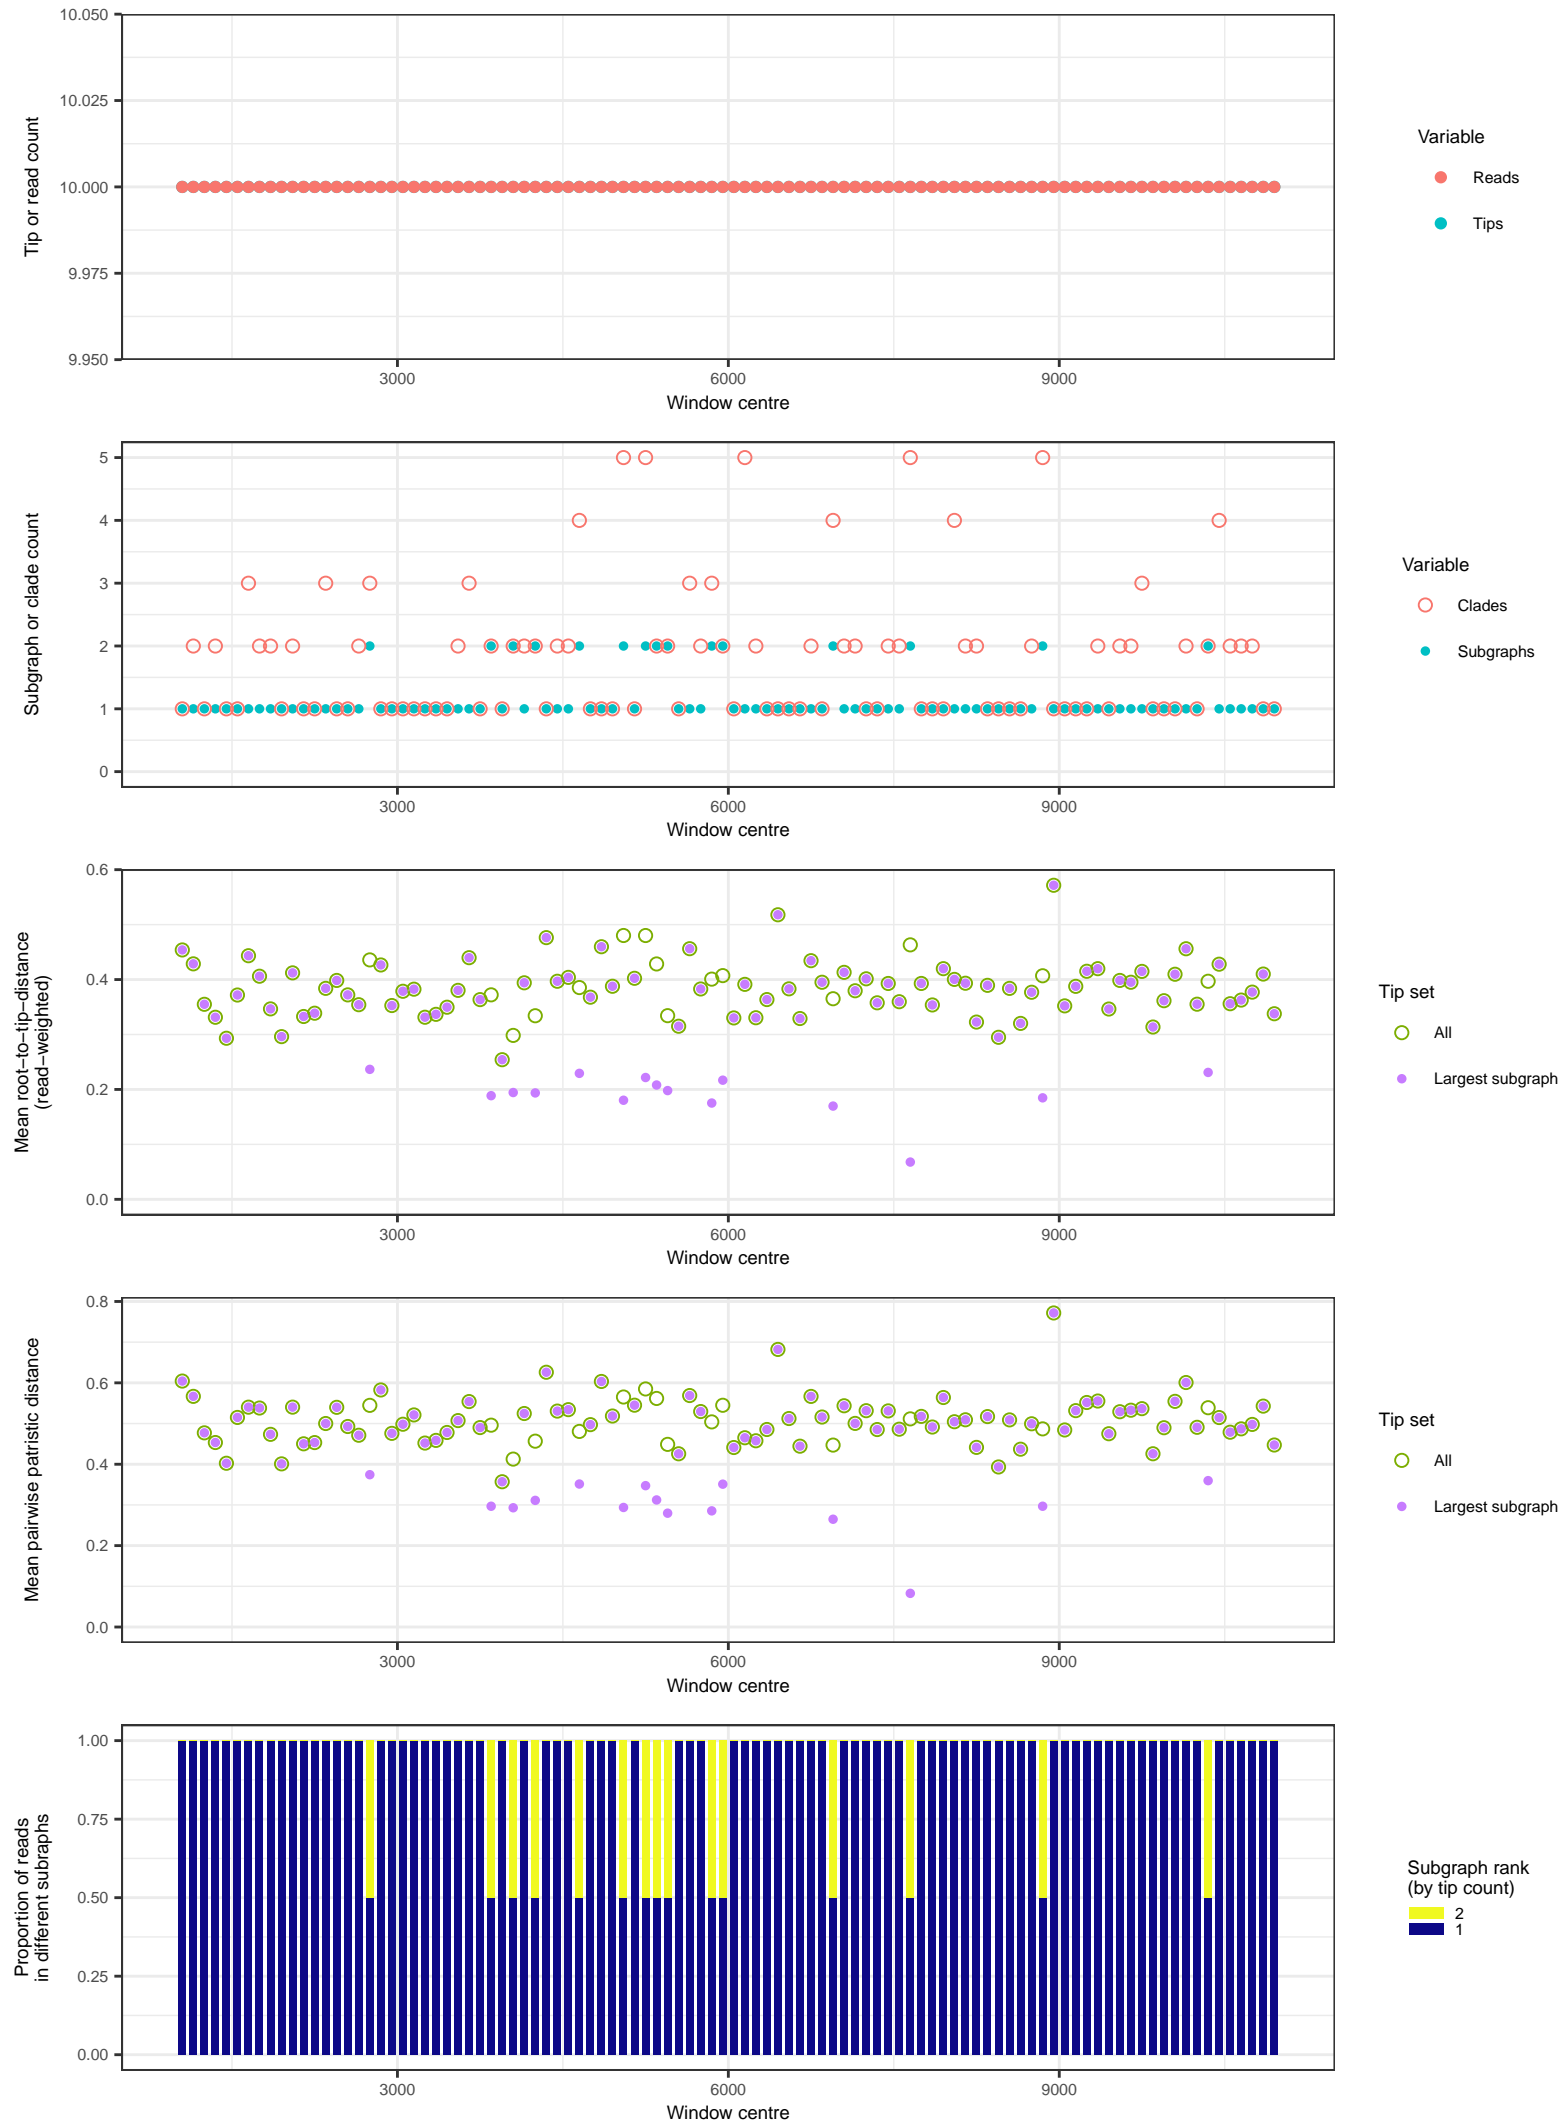 10.050
10.025
10.000
9.975
9.950
Tip or read count
3000 6000 9000
Window centre
Variable
Reads
Tips
5
4
3
2
1
0
Subgraph or clade count
3000 6000 9000
Window centre
Variable
Clades
Subgraphs
0.6
0.4
0.2
0.0
Mean root−to−tip−distance
(read−weighted)
3000 6000 9000
Window centre
Tip set
All
Largest subgraph
0.8
0.6
0.4
0.2
0.0
Mean pairwise patristic distance
3000 6000 9000
Window centre
Tip set
All
Largest subgraph
1.00
0.75
0.50
0.25
0.00
Proportion of reads
in different subraphs
3000 6000 9000
Window centre
Subgraph rank
(by tip count)
2
1